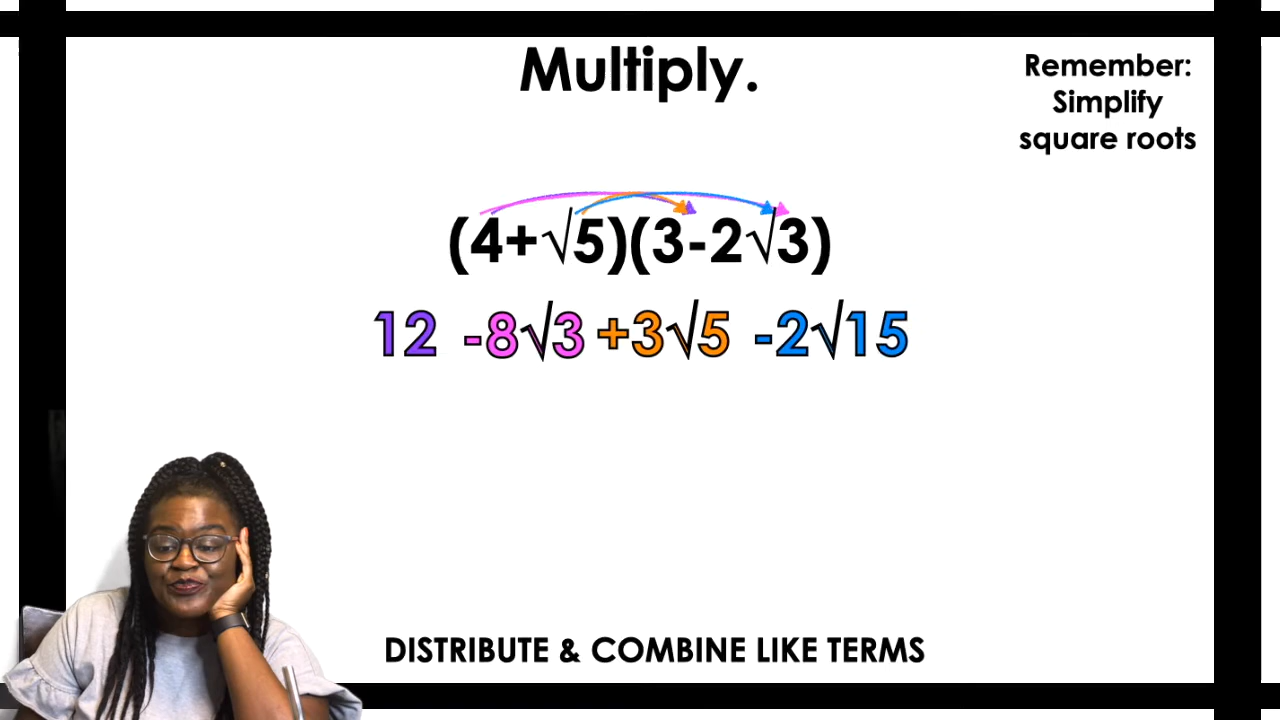 Multiply.
Remember:
Simplify
square roots
(4+√5)(3-2√3)
12 -8√3 +3√5 -2√15
DISTRIBUTE & COMBINE LIKE TERMS